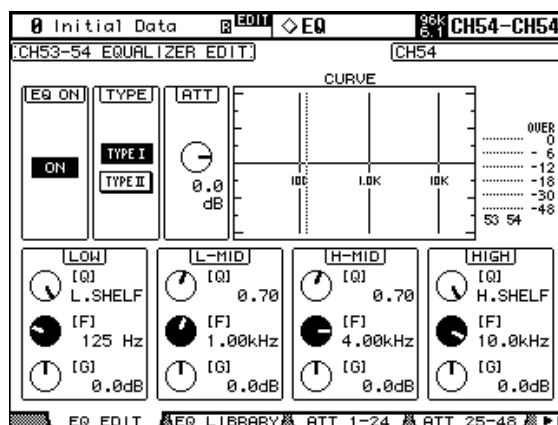 0 Initial Data R EDIT ◇EQ 96k 6.1 CH54-CH54
CH53-54 EQUALIZER EDIT CH54
CURVE
EQ ON TYPE ATT
ON TYPE I
TYPE II
0.0
dB
100 1.0K 10K
OVER
0
-6
-12
-18
-30
-48
53 54
LOW L-MID H-MID HIGH
[Q] [Q] [Q] [Q]
L.SHELF 0.70 0.70 H.SHELF
[F] [F] [F] [F]
125 Hz 1.00kHz 4.00kHz 10.0kHz
[G] [G] [G] [G]
0.0dB 0.0dB 0.0dB 0.0dB
EQ EDIT EQ LIBRARY ATT 1-24 ATT 25-48